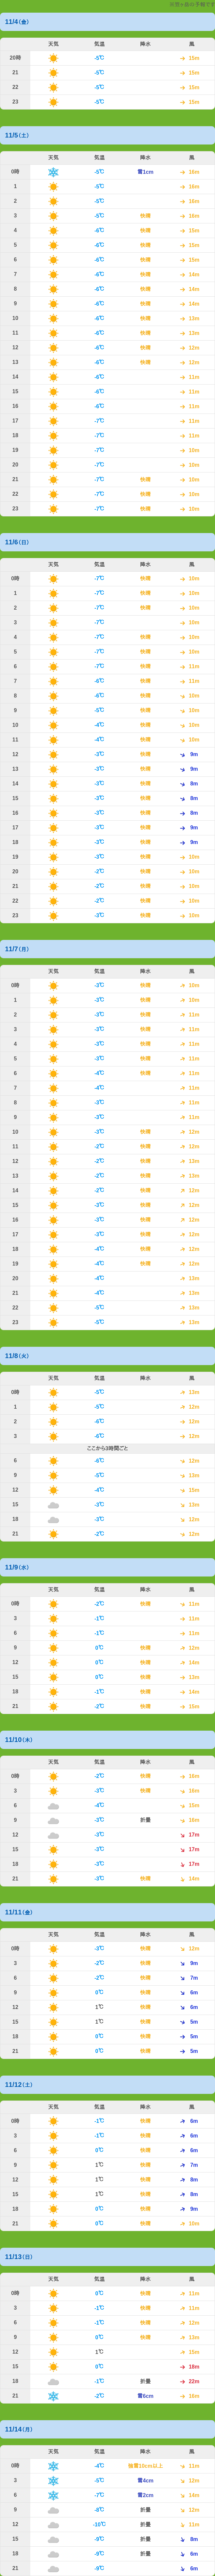 11/4(金)
天気 気温 降水 風
20時 -5℃ 15m
21 -5℃ 15m
22 -5℃ 15m
23 -5℃ 15m
11/5(土)
天気 気温 降水 風
0時 -5℃ 雪1cm 16m
1 -5℃ 16m
2 -5℃ 16m
3 -5℃ 快晴 16m
4 -6℃ 快晴 15m
5 -6℃ 快晴 15m
6 -6℃ 快晴 15m
7 -6℃ 快晴 14m
8 -6℃ 快晴 14m
9 -6℃ 快晴 14m
10 -6℃ 快晴 13m
11 -6℃ 快晴 13m
12 -6℃ 快晴 12m
13 -6℃ 快晴 12m
14 -6℃ 11m
15 -6℃ 11m
16 -6℃ 11m
17 -7℃ 11m
18 -7℃ 11m
19 -7℃ 10m
20 -7℃ 10m
21 -7℃ 快晴 10m
22 -7℃ 快晴 10m
23 -7℃ 快晴 10m
11/6(日)
天気 気温 降水 風
0時 -7℃ 快晴 10m
1 -7℃ 快晴 10m
2 -7℃ 快晴 10m
3 -7℃ 10m
4 -7℃ 快晴 10m
5 -7℃ 快晴 10m
6 -7℃ 快晴 11m
7 -6℃ 快晴 11m
8 -6℃ 快晴 10m
9 -5℃ 快晴 10m
10 -4℃ 快晴 10m
11 -4℃ 快晴 10m
12 -3℃ 快晴 9m
13 -3℃ 快晴 9m
14 -3℃ 快晴 8m
15 -3℃ 快晴 8m
16 -3℃ 快晴 8m
17 -3℃ 快晴 9m
18 -3℃ 快晴 9m
19 -3℃ 快晴 10m
20 -2℃ 快晴 10m
21 -2℃ 快晴 10m
22 -2℃ 快晴 10m
23 -3℃ 快晴 10m
11/7(月)
天気 気温 降水 風
0時 -3℃ 快晴 10m
1 -3℃ 快晴 10m
2 -3℃ 快晴 11m
3 -3℃ 快晴 11m
4 -3℃ 快晴 11m
5 -3℃ 快晴 11m
6 -4℃ 快晴 11m
7 -4℃ 11m
8 -3℃ 11m
9 -3℃ 11m
10 -3℃ 快晴 12m
11 -2℃ 快晴 12m
12 -2℃ 快晴 13m
13 -2℃ 快晴 13m
14 -2℃ 快晴 12m
15 -3℃ 快晴 12m
16 -3℃ 快晴 12m
17 -3℃ 快晴 12m
18 -4℃ 快晴 12m
19 -4℃ 快晴 12m
20 -4℃ 13m
21 -4℃ 13m
22 -5℃ 13m
23 -5℃ 13m
11/8(火)
天気 気温 降水 風
0時 -5℃ 13m
1 -5℃ 12m
2 -6℃ 12m
3 -6℃ 12m
ここから3時間ごと
6 -6℃ 12m
9 -5℃ 13m
12 -4℃ 15m
15 -3℃ 13m
18 -3℃ 12m
21 -2℃ 12m
11/9(水)
天気 気温 降水 風
0時 -2℃ 快晴 11m
3 -1℃ 11m
6 -1℃ 11m
9 0℃ 快晴 12m
12 0℃ 快晴 14m
15 0℃ 快晴 13m
18 -1℃ 快晴 14m
21 -2℃ 快晴 15m
11/10(木)
天気 気温 降水 風
0時 -2℃ 快晴 16m
3 -3℃ 快晴 16m
6 -4℃ 15m
9 -3℃ 折曇 16m
12 -3℃ 17m
15 -3℃ 17m
18 -3℃ 17m
21 -3℃ 快晴 14m
11/11(金)
天気 気温 降水 風
0時 -3℃ 快晴 12m
3 -2℃ 快晴 9m
6 -2℃ 快晴 7m
9 0℃ 快晴 6m
12 1℃ 快晴 6m
15 1℃ 快晴 5m
18 0℃ 快晴 5m
21 0℃ 快晴 5m
11/12(土)
天気 気温 降水 風
0時 -1℃ 快晴 6m
3 -1℃ 快晴 6m
6 0℃ 快晴 6m
9 1℃ 快晴 7m
12 1℃ 快晴 8m
15 1℃ 快晴 8m
18 0℃ 快晴 9m
21 0℃ 快晴 10m
11/13(日)
天気 気温 降水 風
0時 0℃ 快晴 11m
3 -1℃ 快晴 11m
6 -1℃ 快晴 12m
9 0℃ 快晴 13m
12 1℃ 15m
15 0℃ 18m
18 -1℃ 折曇 22m
21 -2℃ 雪6cm 16m
11/14(月)
天気 気温 降水 風
0時 -4℃ 強雪10cm以上 11m
3 -5℃ 雪4cm 12m
6 -7℃ 雪2cm 14m
9 -8℃ 折曇 12m
12 -10℃ 折曇 11m
15 -9℃ 折曇 8m
18 -9℃ 折曇 6m
21 -9℃ 6m